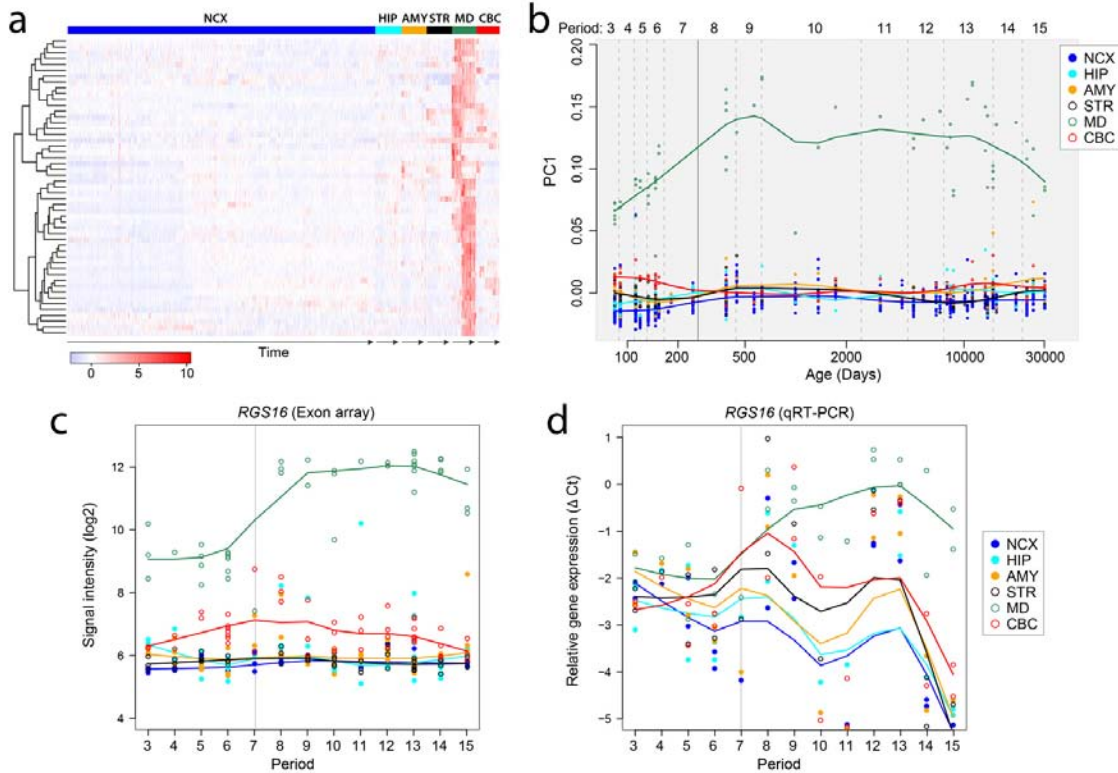 a
NCX
HIP
AMY
STR
MD
CBC
Time
0
5
10
b
Period: 3 4 5 6 7 8 9 10 11 12 13 14 15
PC1
0.20
0.15
0.10
0.05
0.00
100 200 500 2000 10000 30000
Age (Days)
NCX
HIP
AMY
STR
MD
CBC
c
RGS16 (Exon array)
Signal intensity (log2)
12
10
8
6
4
3 4 5 6 7 8 9 10 11 12 13 14 15
Period
d
RGS16 (qRT-PCR)
Relative gene expression (Δ Ct)
1
0
−1
−2
−3
−4
−5
3 4 5 6 7 8 9 10 11 12 13 14 15
Period
NCX
HIP
AMY
STR
MD
CBC